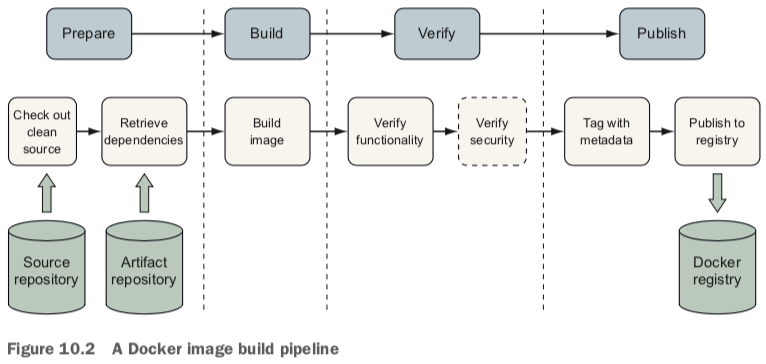 Prepare
Build
Verify
Publish
Check out
clean
source
Retrieve
dependencies
Build
image
Verify
functionality
Verify
security
Tag with
metadata
Publish to
registry
Source
repository
Artifact
repository
Docker
registry
Figure 10.2 A Docker image build pipeline